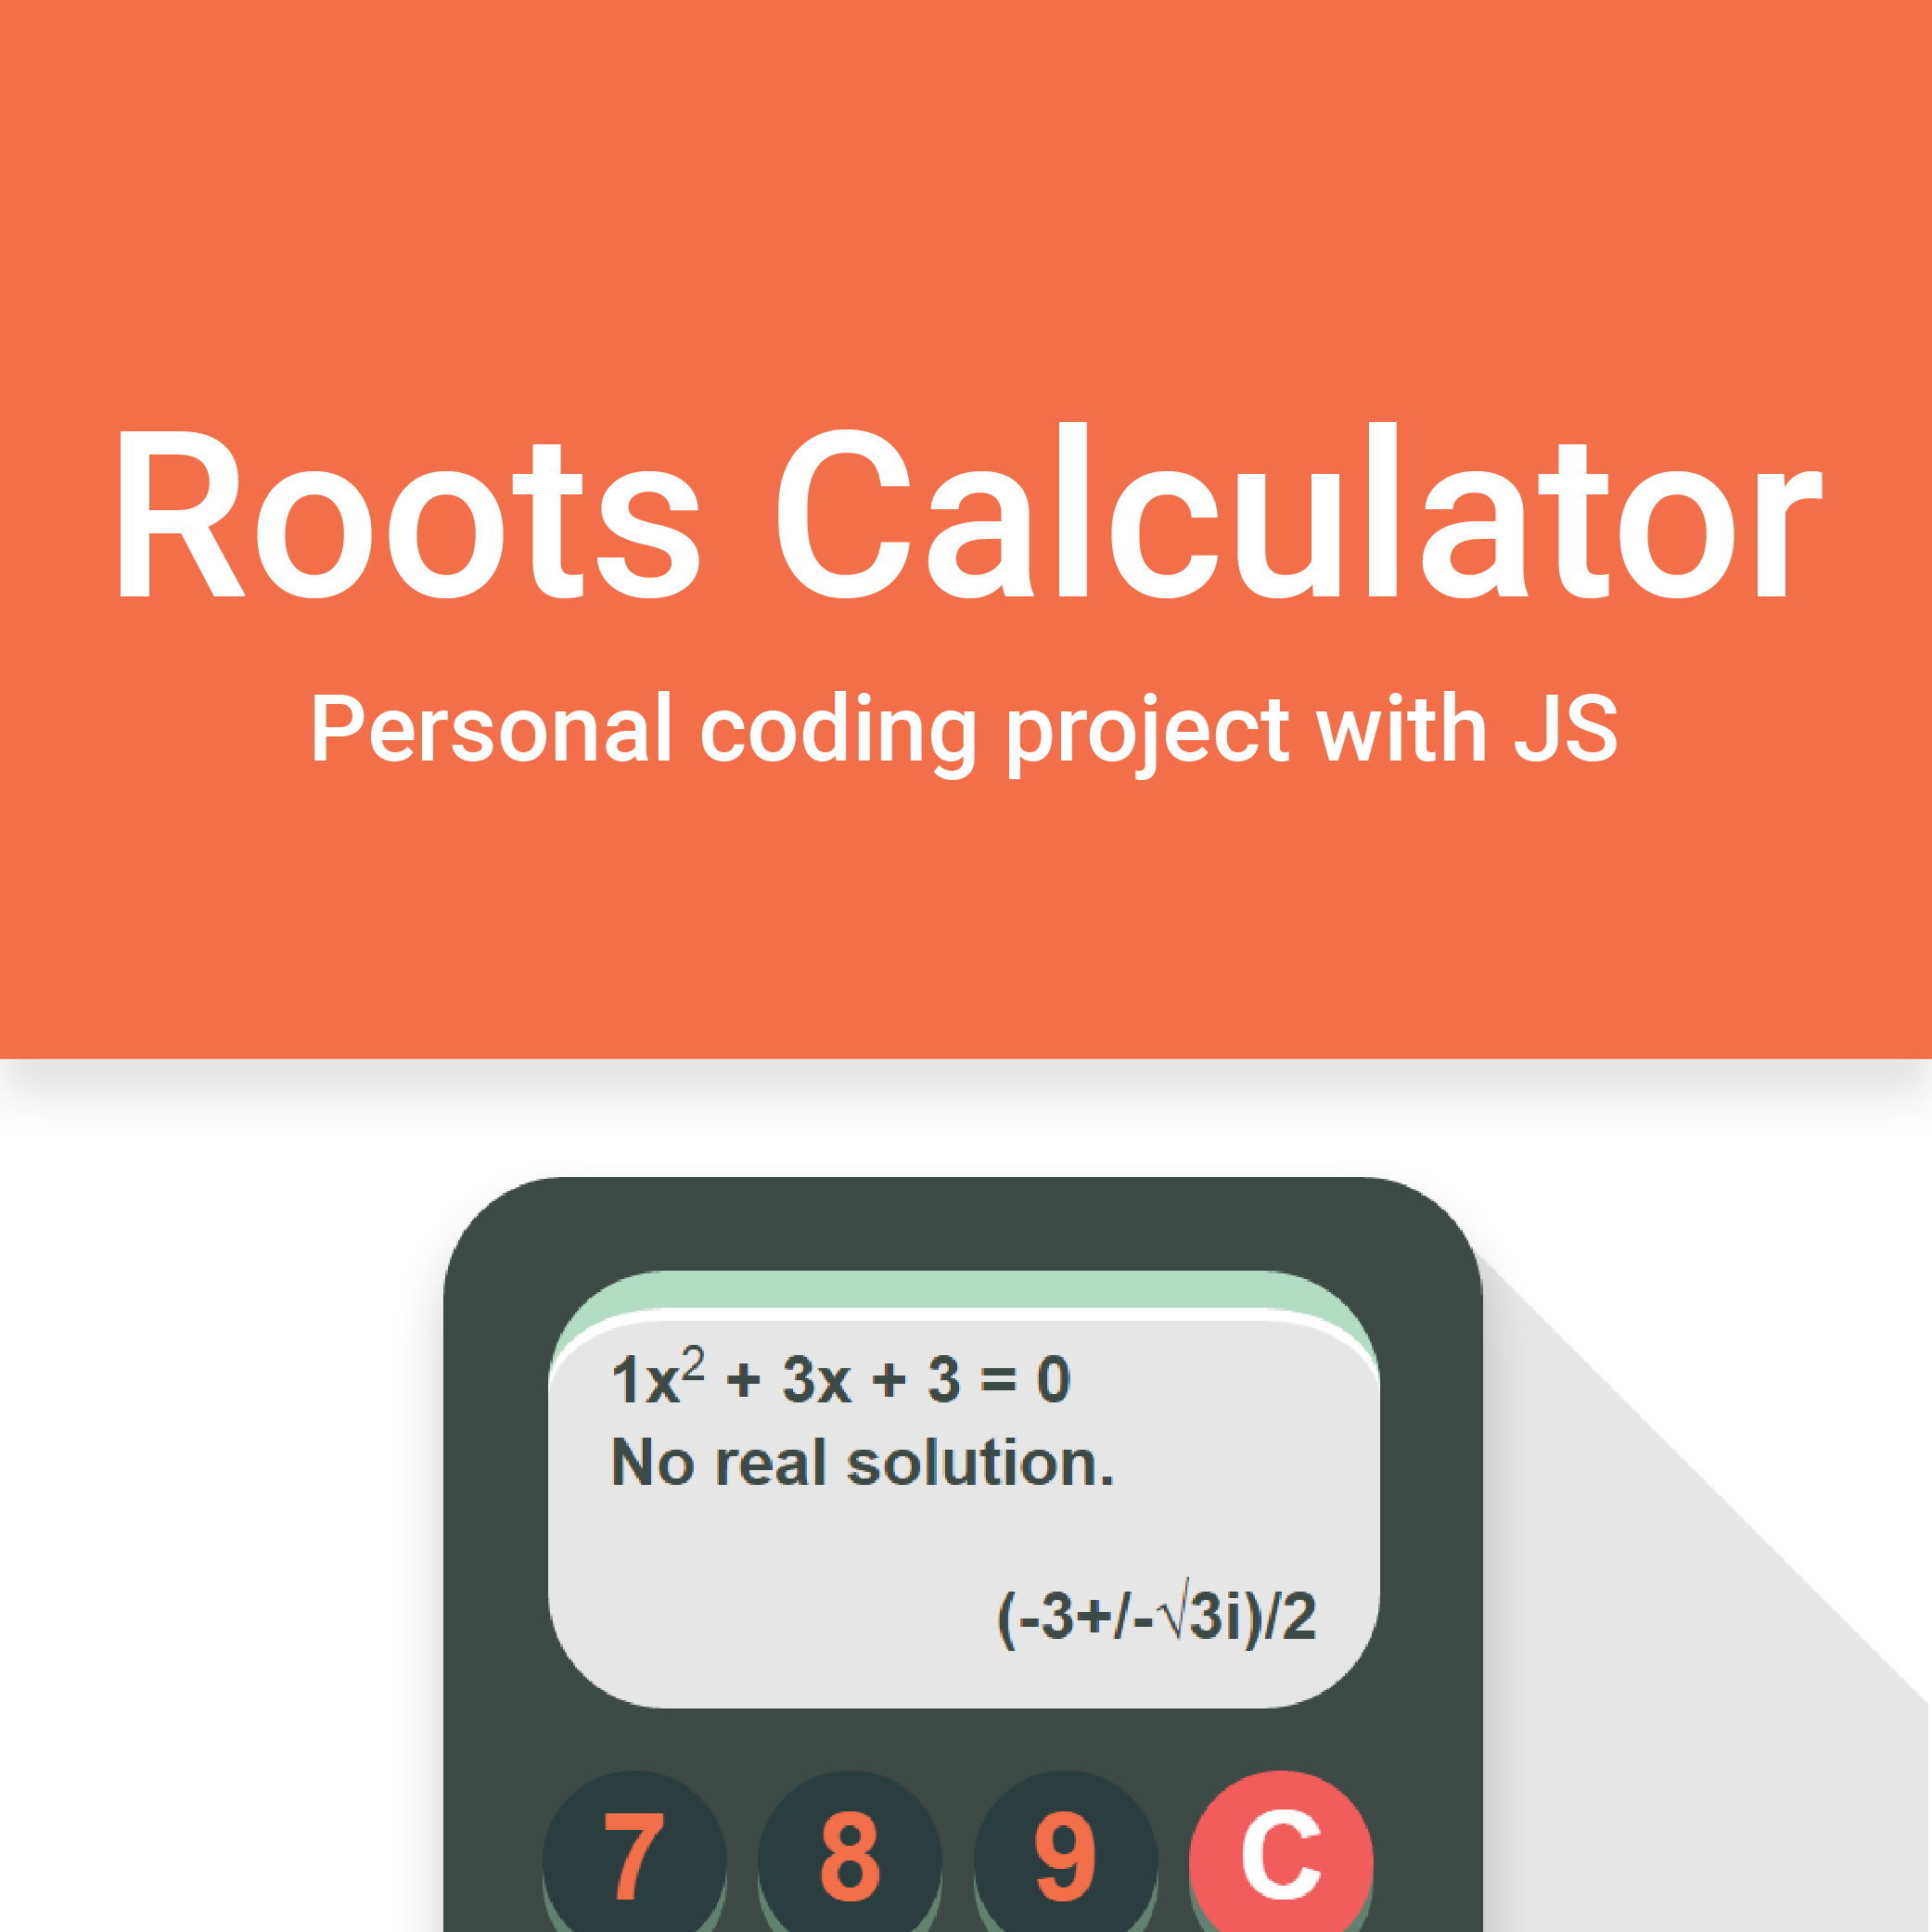 Roots Calculator
Personal coding project with JS
1x² + 3x + 3 = 0
No real solution.
(-3+/-√3i)/2
7 8 9 C